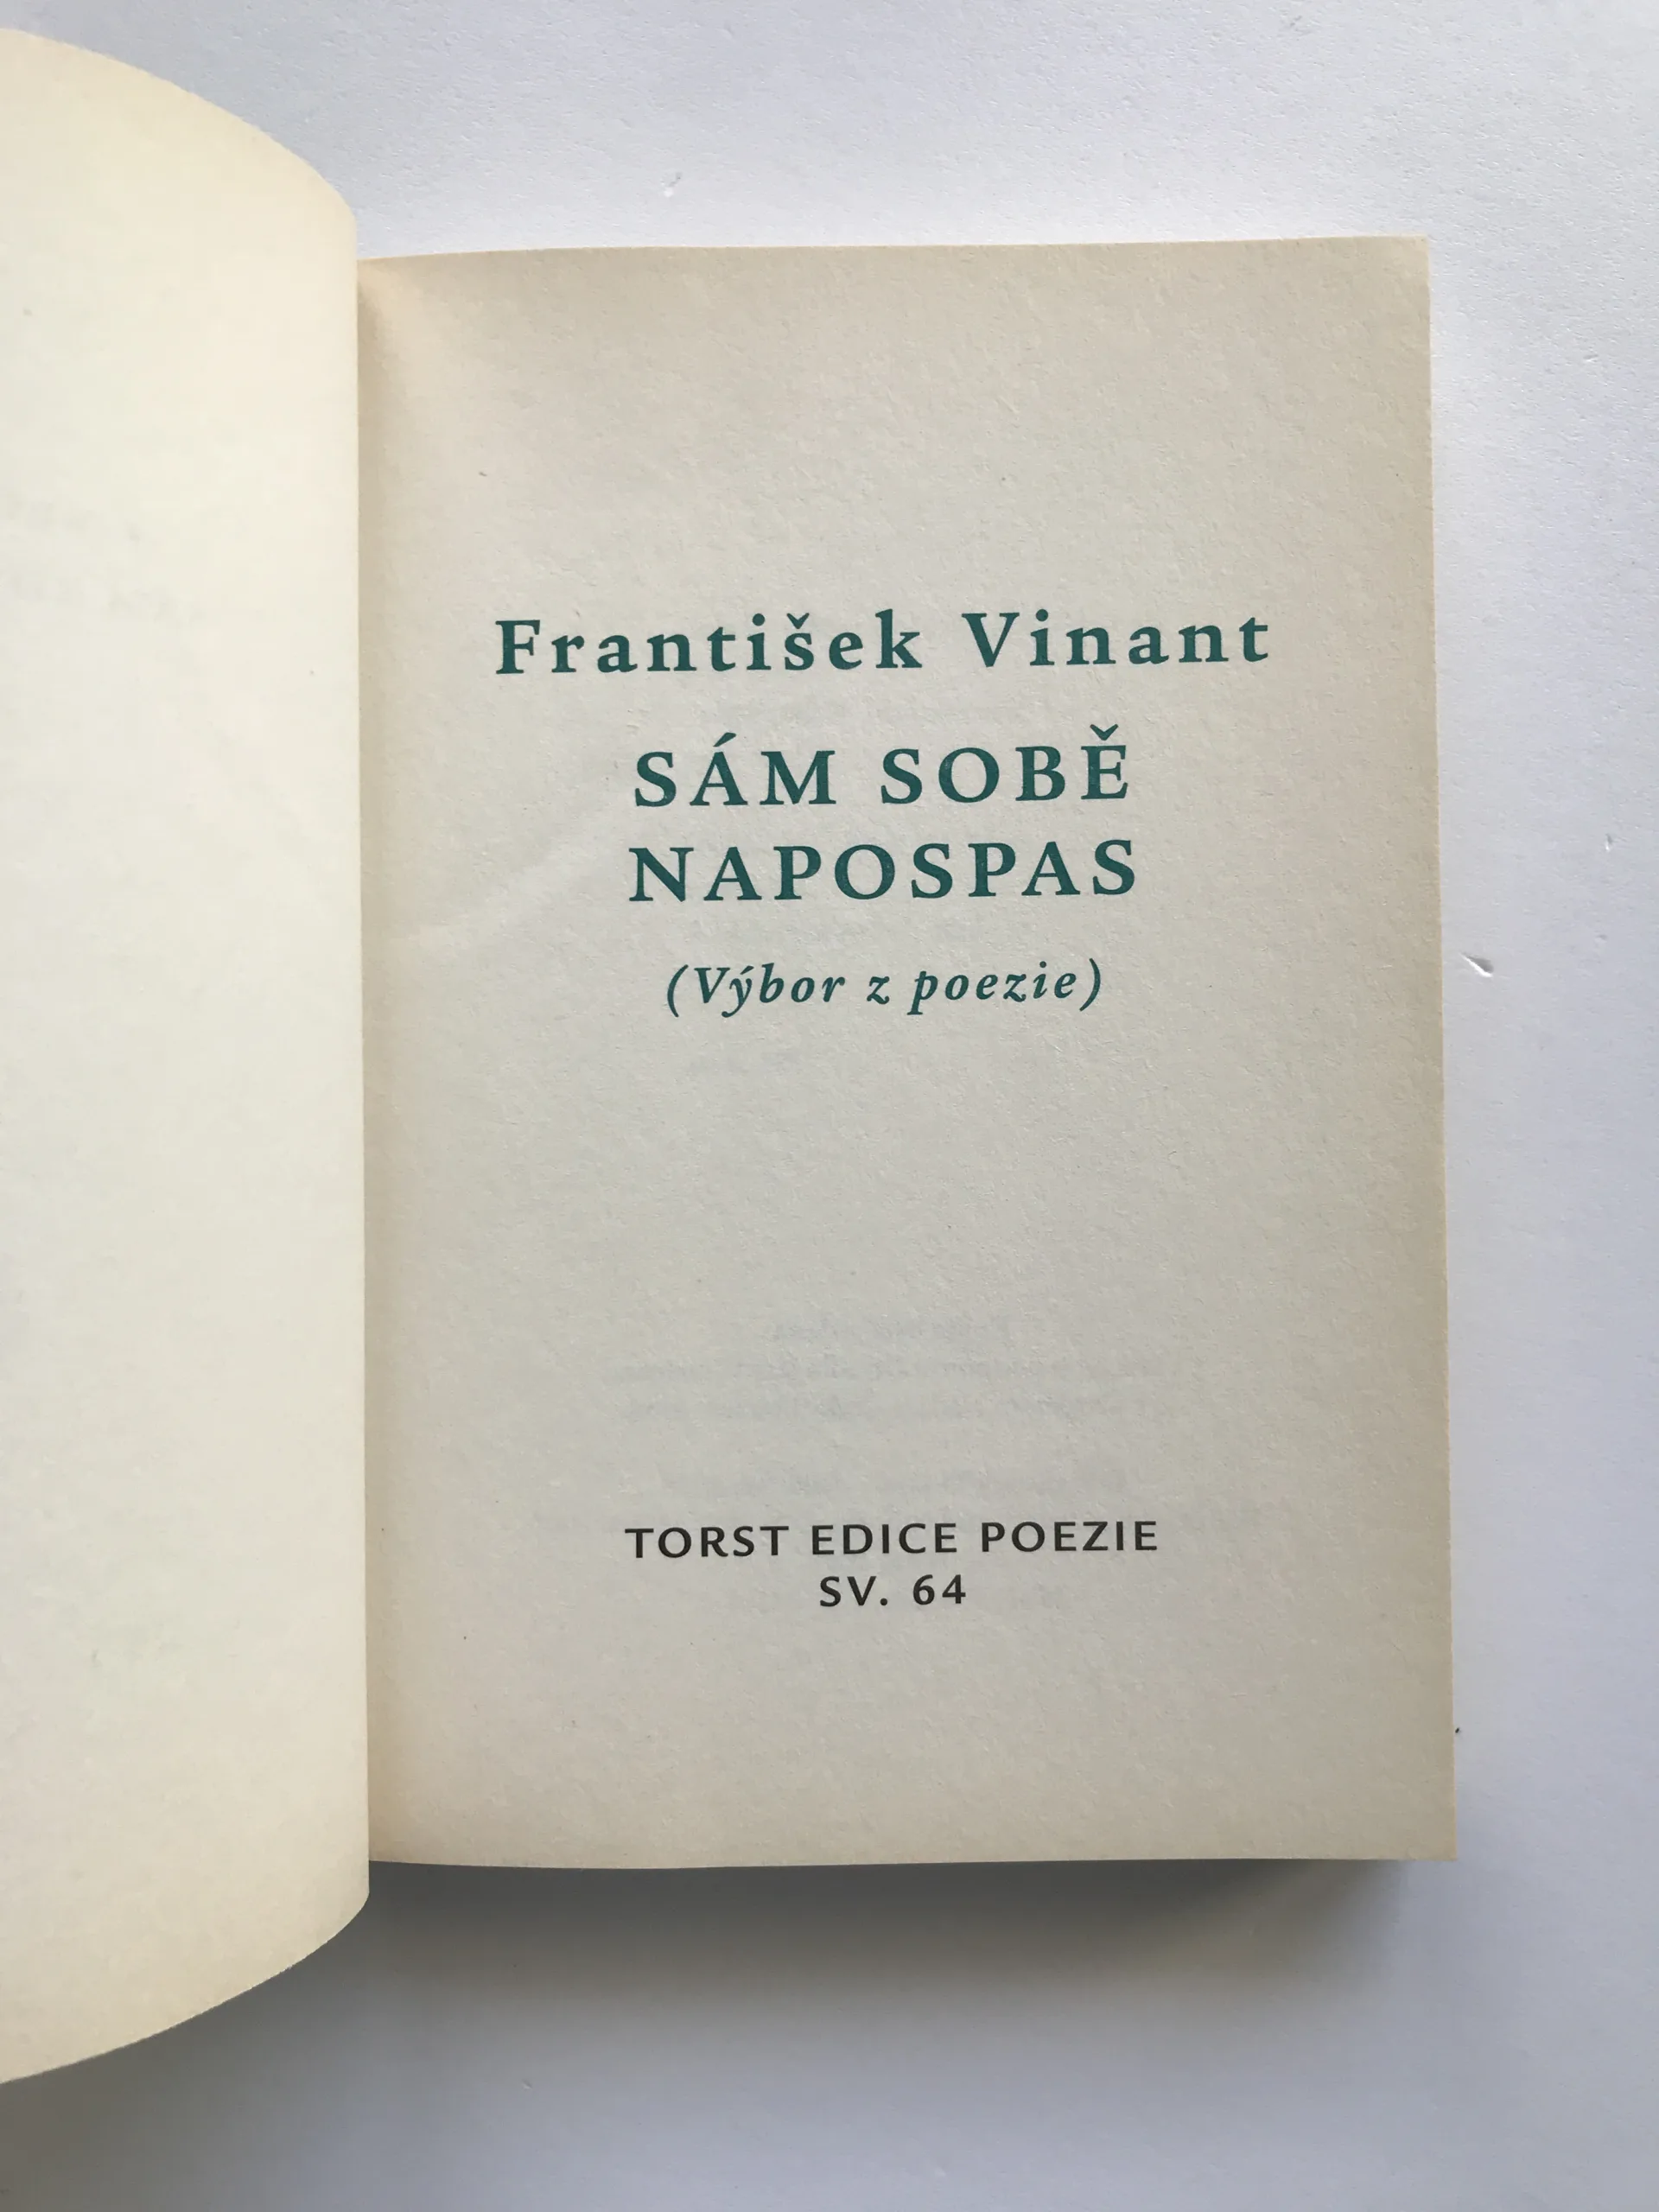 František Vinant
SÁM SOBĚ
NAPOSPAS
(Výbor z poezie)
TORST EDICE POEZIE
SV. 64